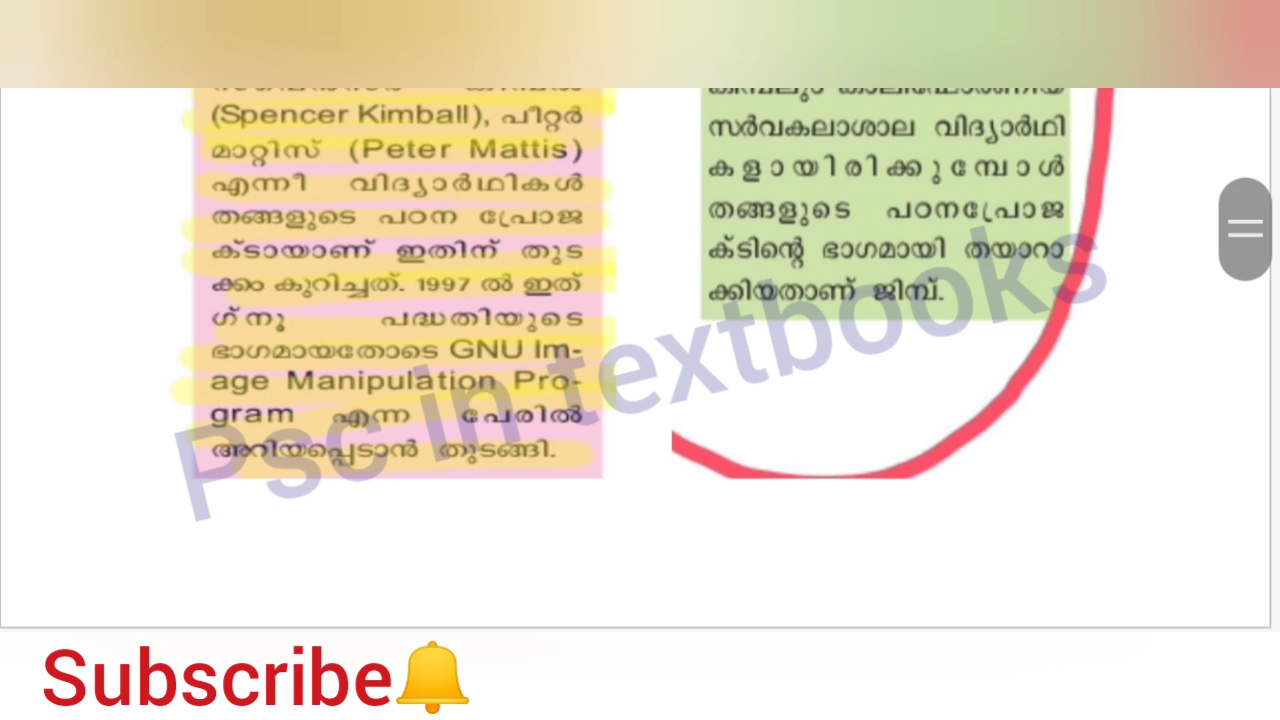 (Spencer Kimball), പീറ്റർ
മാറ്റിസ് (Peter Mattis)
എന്നീ വിദ്യാർഥികൾ
തങ്ങളുടെ പഠന പ്രോജ
ക്ടായാണ് ഇതിന് തുട
ക്കം കുറിച്ചത്. 1997 ൽ ഇത്
ഗ്നൂ പദ്ധതിയുടെ
ഭാഗമായതോടെ GNU Im-
age Manipulation Pro-
gram എന്ന പേരിൽ
അറിയപ്പെടാൻ തുടങ്ങി.
സർവകലാശാല വിദ്യാർഥി
കളായിരിക്കുമ്പോൾ
തങ്ങളുടെ പഠനപ്രോജ
ക്ടിന്റെ ഭാഗമായി തയാറാ
ക്കിയതാണ് ജിമ്പ്.
Psc in textbooks
Subscribe